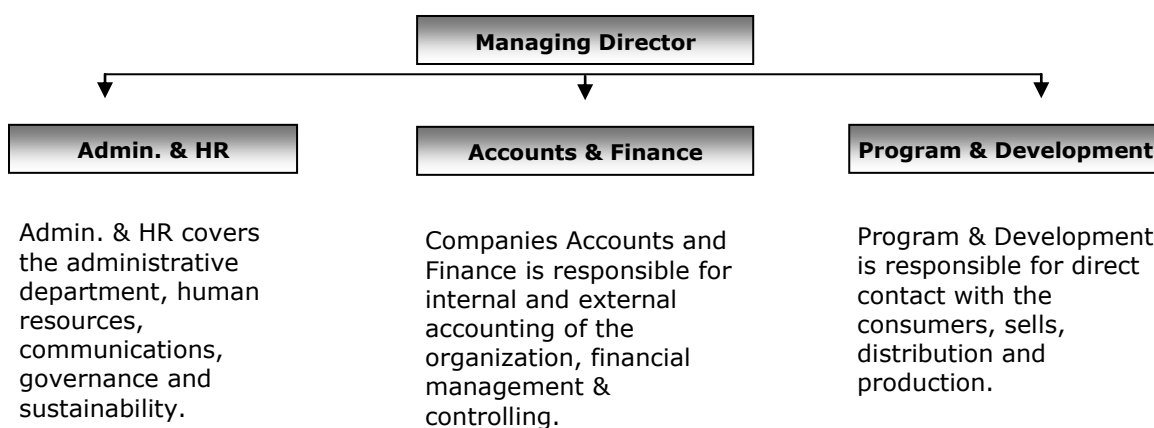 Managing Director
Admin. & HR
Accounts & Finance
Program & Development
Admin. & HR covers
the administrative
department, human
resources,
communications,
governance and
sustainability.
Companies Accounts and
Finance is responsible for
internal and external
accounting of the
organization, financial
management &
controlling.
Program & Development
is responsible for direct
contact with the
consumers, sells,
distribution and
production.